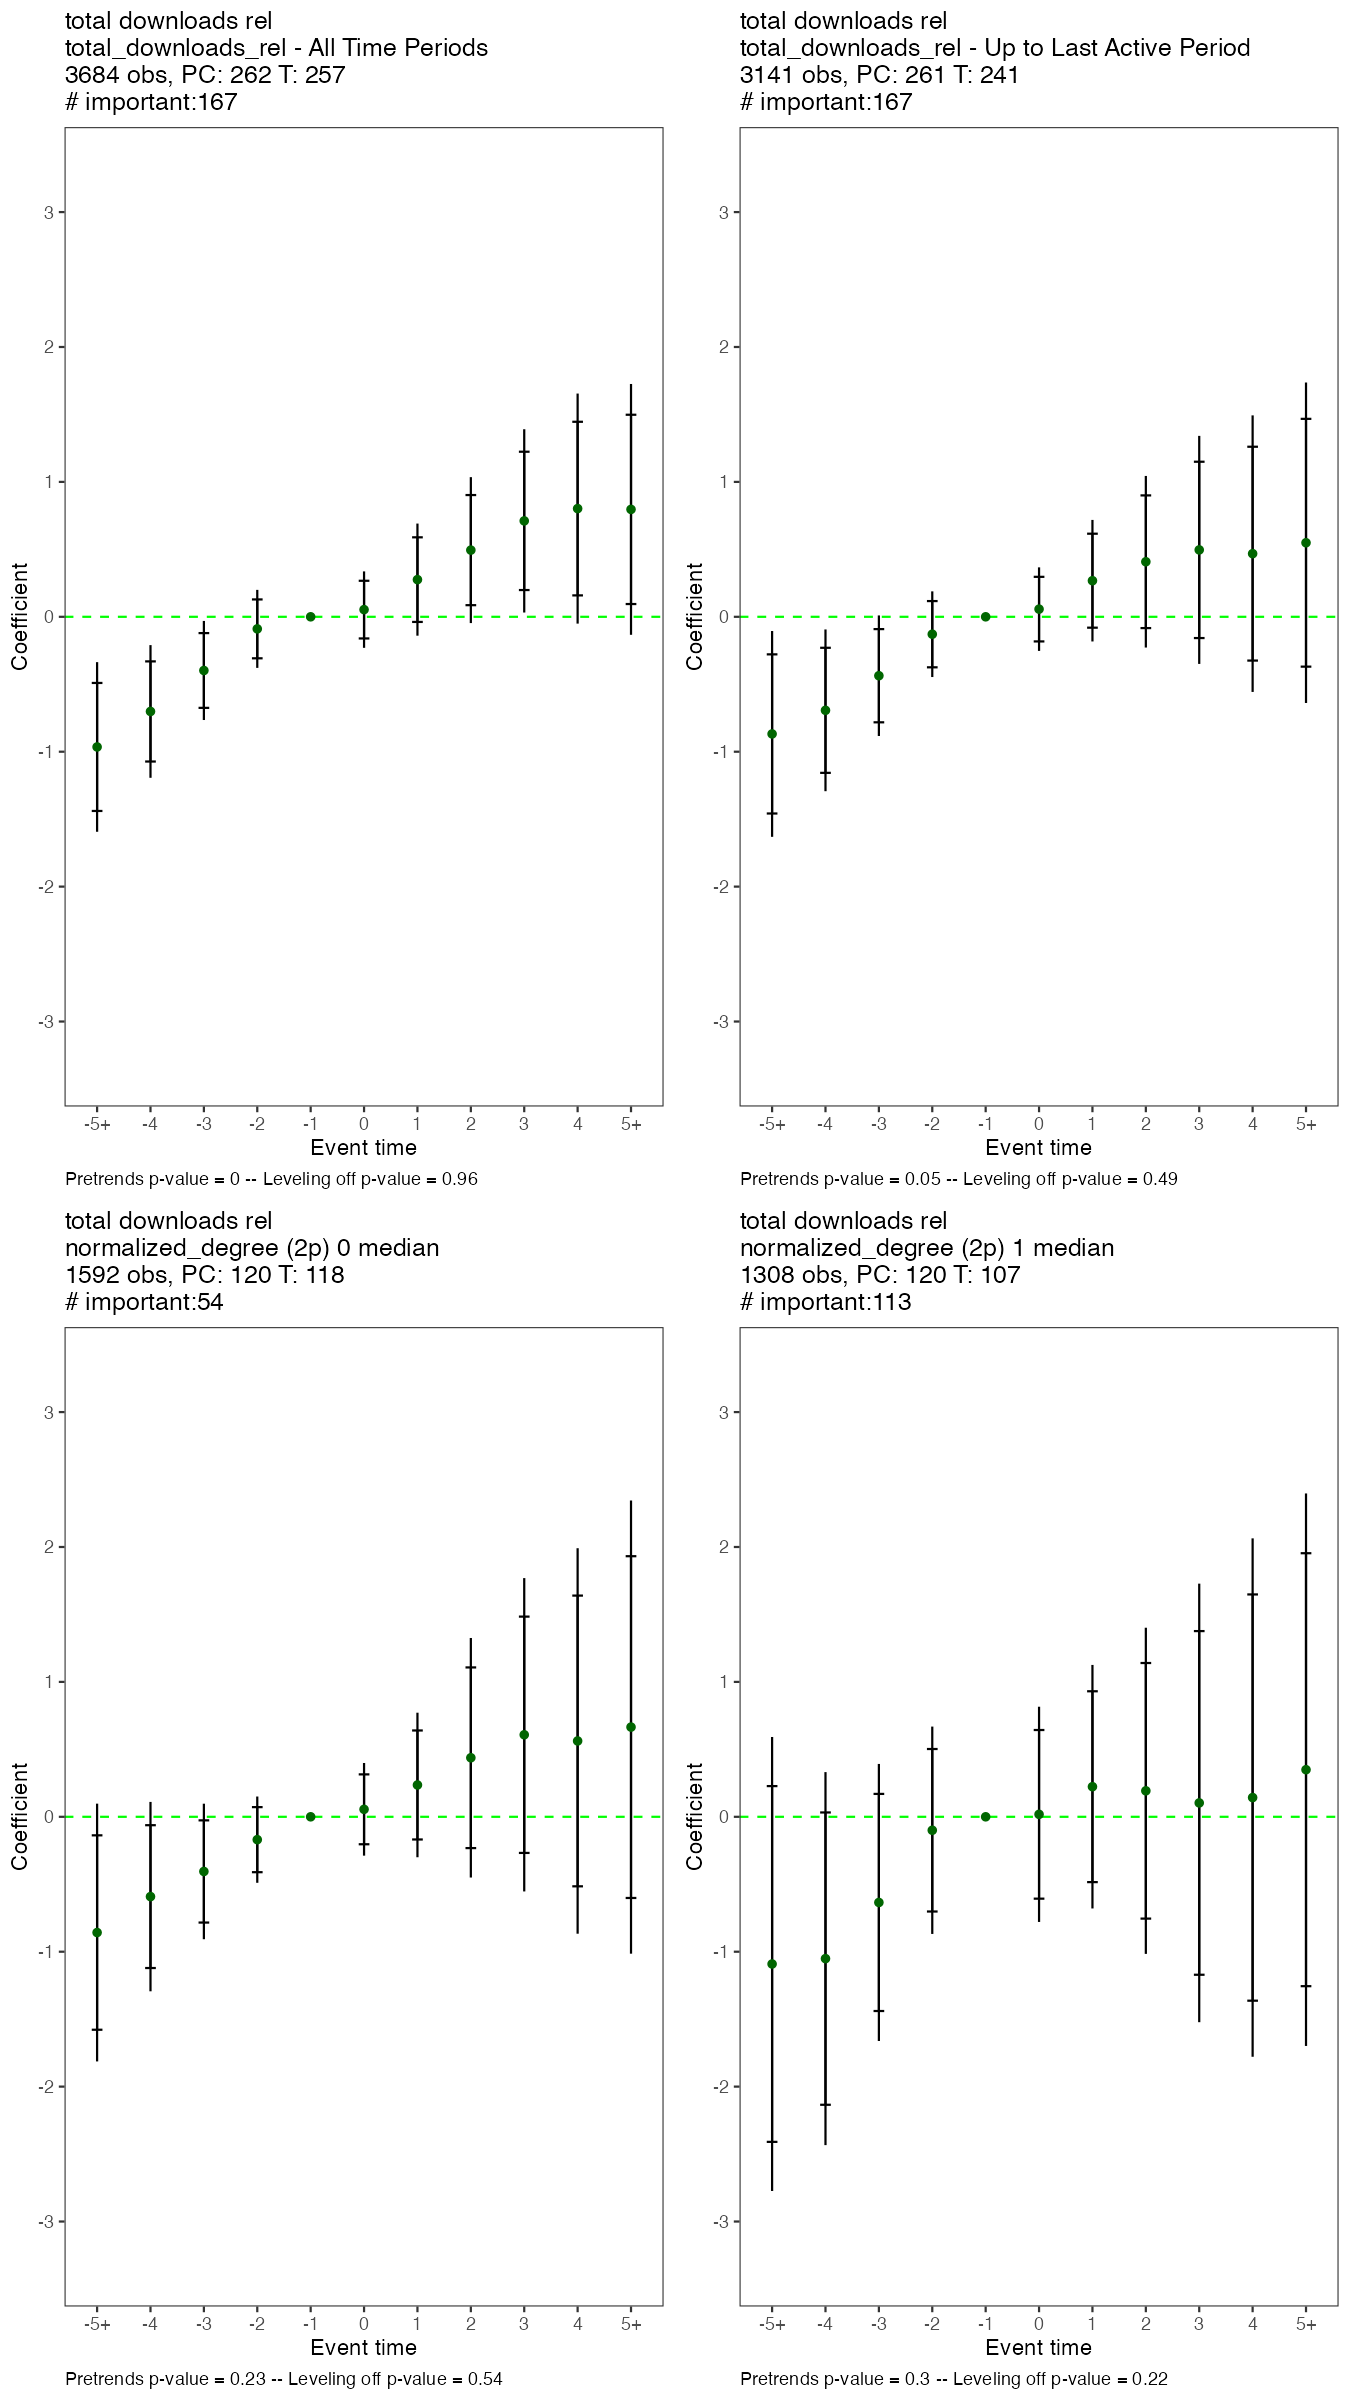 total downloads rel
total_downloads_rel - All Time Periods
3684 obs, PC: 262 T: 257
# important:167
3
2
1
0
-1
-2
-3
Coefficient
-5+ -4 -3 -2 -1 0 1 2 3 4 5+
Event time
Pretrends p-value = 0 -- Leveling off p-value = 0.96
total downloads rel
total_downloads_rel - Up to Last Active Period
3141 obs, PC: 261 T: 241
# important:167
3
2
1
0
-1
-2
-3
Coefficient
-5+ -4 -3 -2 -1 0 1 2 3 4 5+
Event time
Pretrends p-value = 0.05 -- Leveling off p-value = 0.49
total downloads rel
normalized_degree (2p) 0 median
1592 obs, PC: 120 T: 118
# important:54
3
2
1
0
-1
-2
-3
Coefficient
-5+ -4 -3 -2 -1 0 1 2 3 4 5+
Event time
Pretrends p-value = 0.23 -- Leveling off p-value = 0.54
total downloads rel
normalized_degree (2p) 1 median
1308 obs, PC: 120 T: 107
# important:113
3
2
1
0
-1
-2
-3
Coefficient
-5+ -4 -3 -2 -1 0 1 2 3 4 5+
Event time
Pretrends p-value = 0.3 -- Leveling off p-value = 0.22